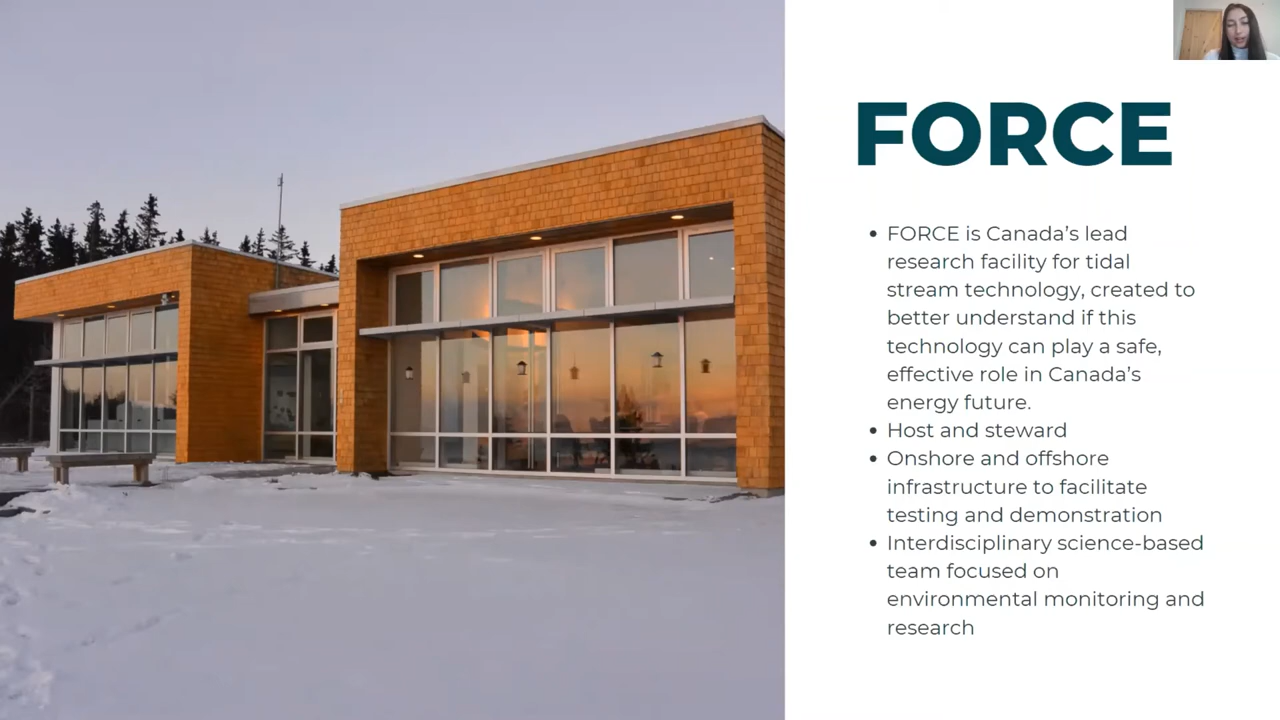 FORCE
• FORCE is Canada’s lead
research facility for tidal
stream technology, created to
better understand if this
technology can play a safe,
effective role in Canada’s
energy future.
• Host and steward
• Onshore and offshore
infrastructure to facilitate
testing and demonstration
• Interdisciplinary science-based
team focused on
environmental monitoring and
research